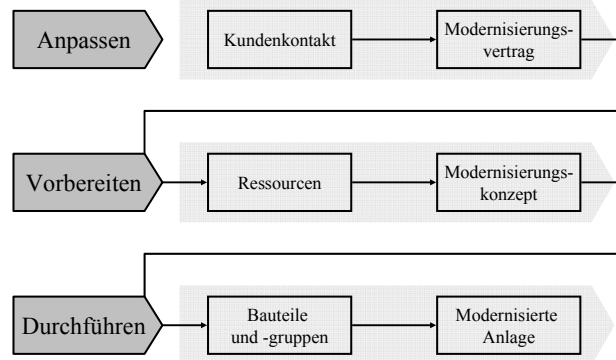 Anpassen
Kundenkontakt
Modernisierungs-
vertrag
Vorbereiten
Ressourcen
Modernisierungs-
konzept
Durchführen
Bauteile
und -gruppen
Modernisierte
Anlage